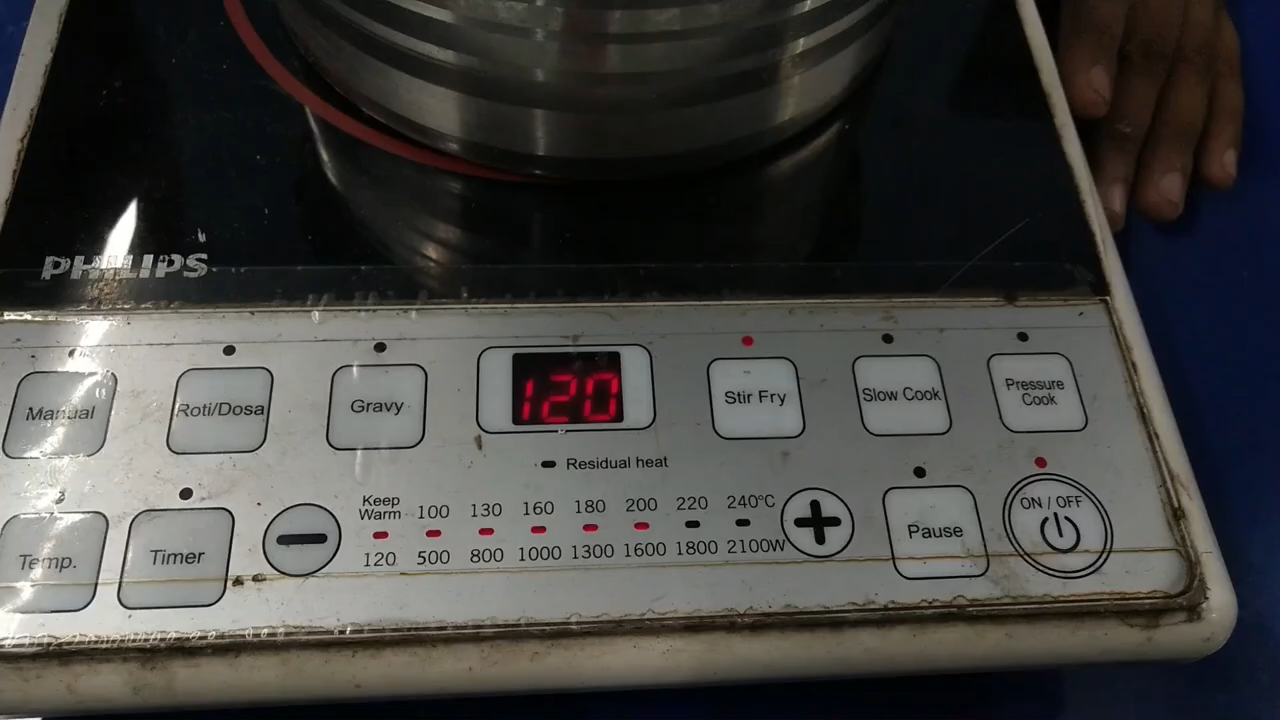 PHILIPS
Manual
Roti/Dosa
Gravy
120
Stir Fry
Slow Cook
Pressure
Cook
Residual heat
Keep
Warm 100 130 160 180 200 220 240°C
120 500 800 1000 1300 1600 1800 2100W
Temp.
Timer
Pause
ON / OFF